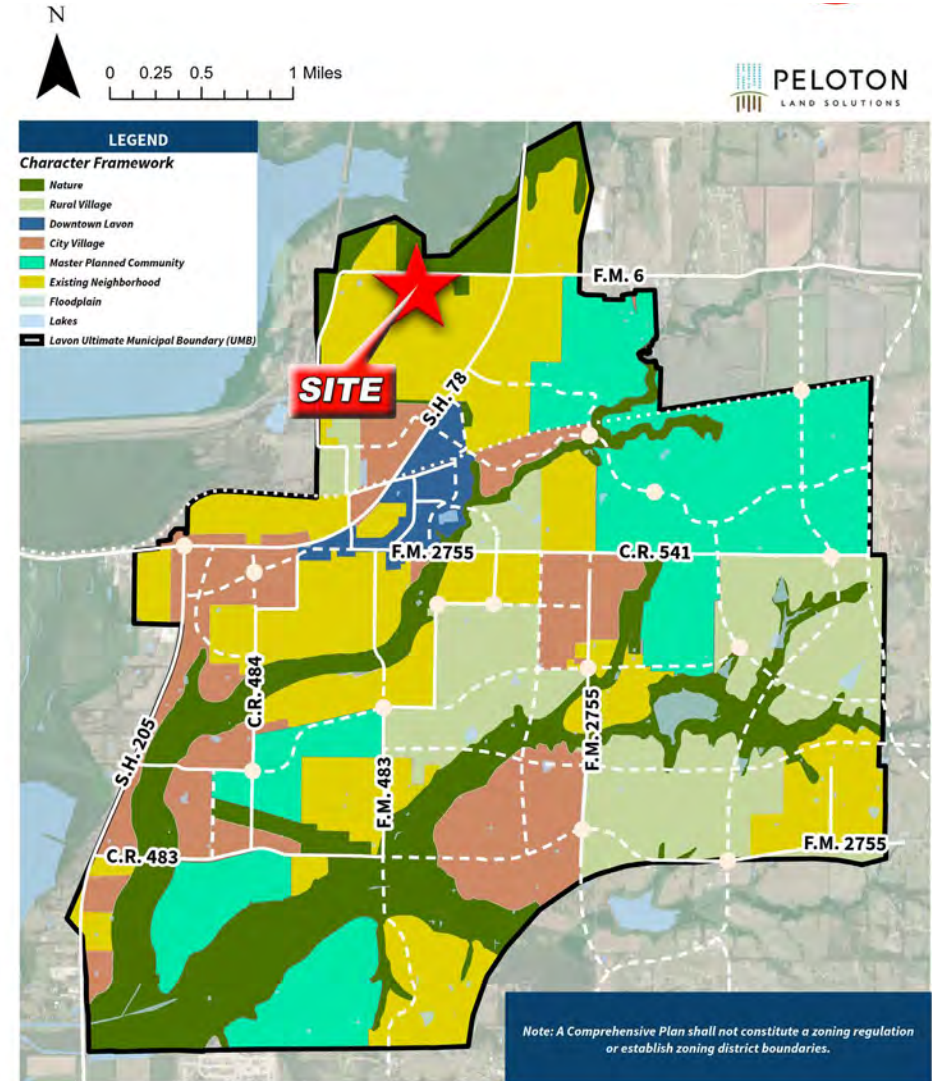 N
0 0.25 0.5 1 Miles
PELOTON
LAND SOLUTIONS
LEGEND
Character Framework
Nature
Rural Village
Downtown Lavon
City Village
Master Planned Community
Existing Neighborhood
Floodplain
Lakes
Lavon Ultimate Municipal Boundary (UMB)
F.M. 6
SITE
S.H. 78
F.M. 2755
C.R. 541
C.R. 484
S.H. 205
F.M. 2755
F.M. 483
F.M. 2755
C.R. 483
Note: A Comprehensive Plan shall not constitute a zoning regulation
or establish zoning district boundaries.